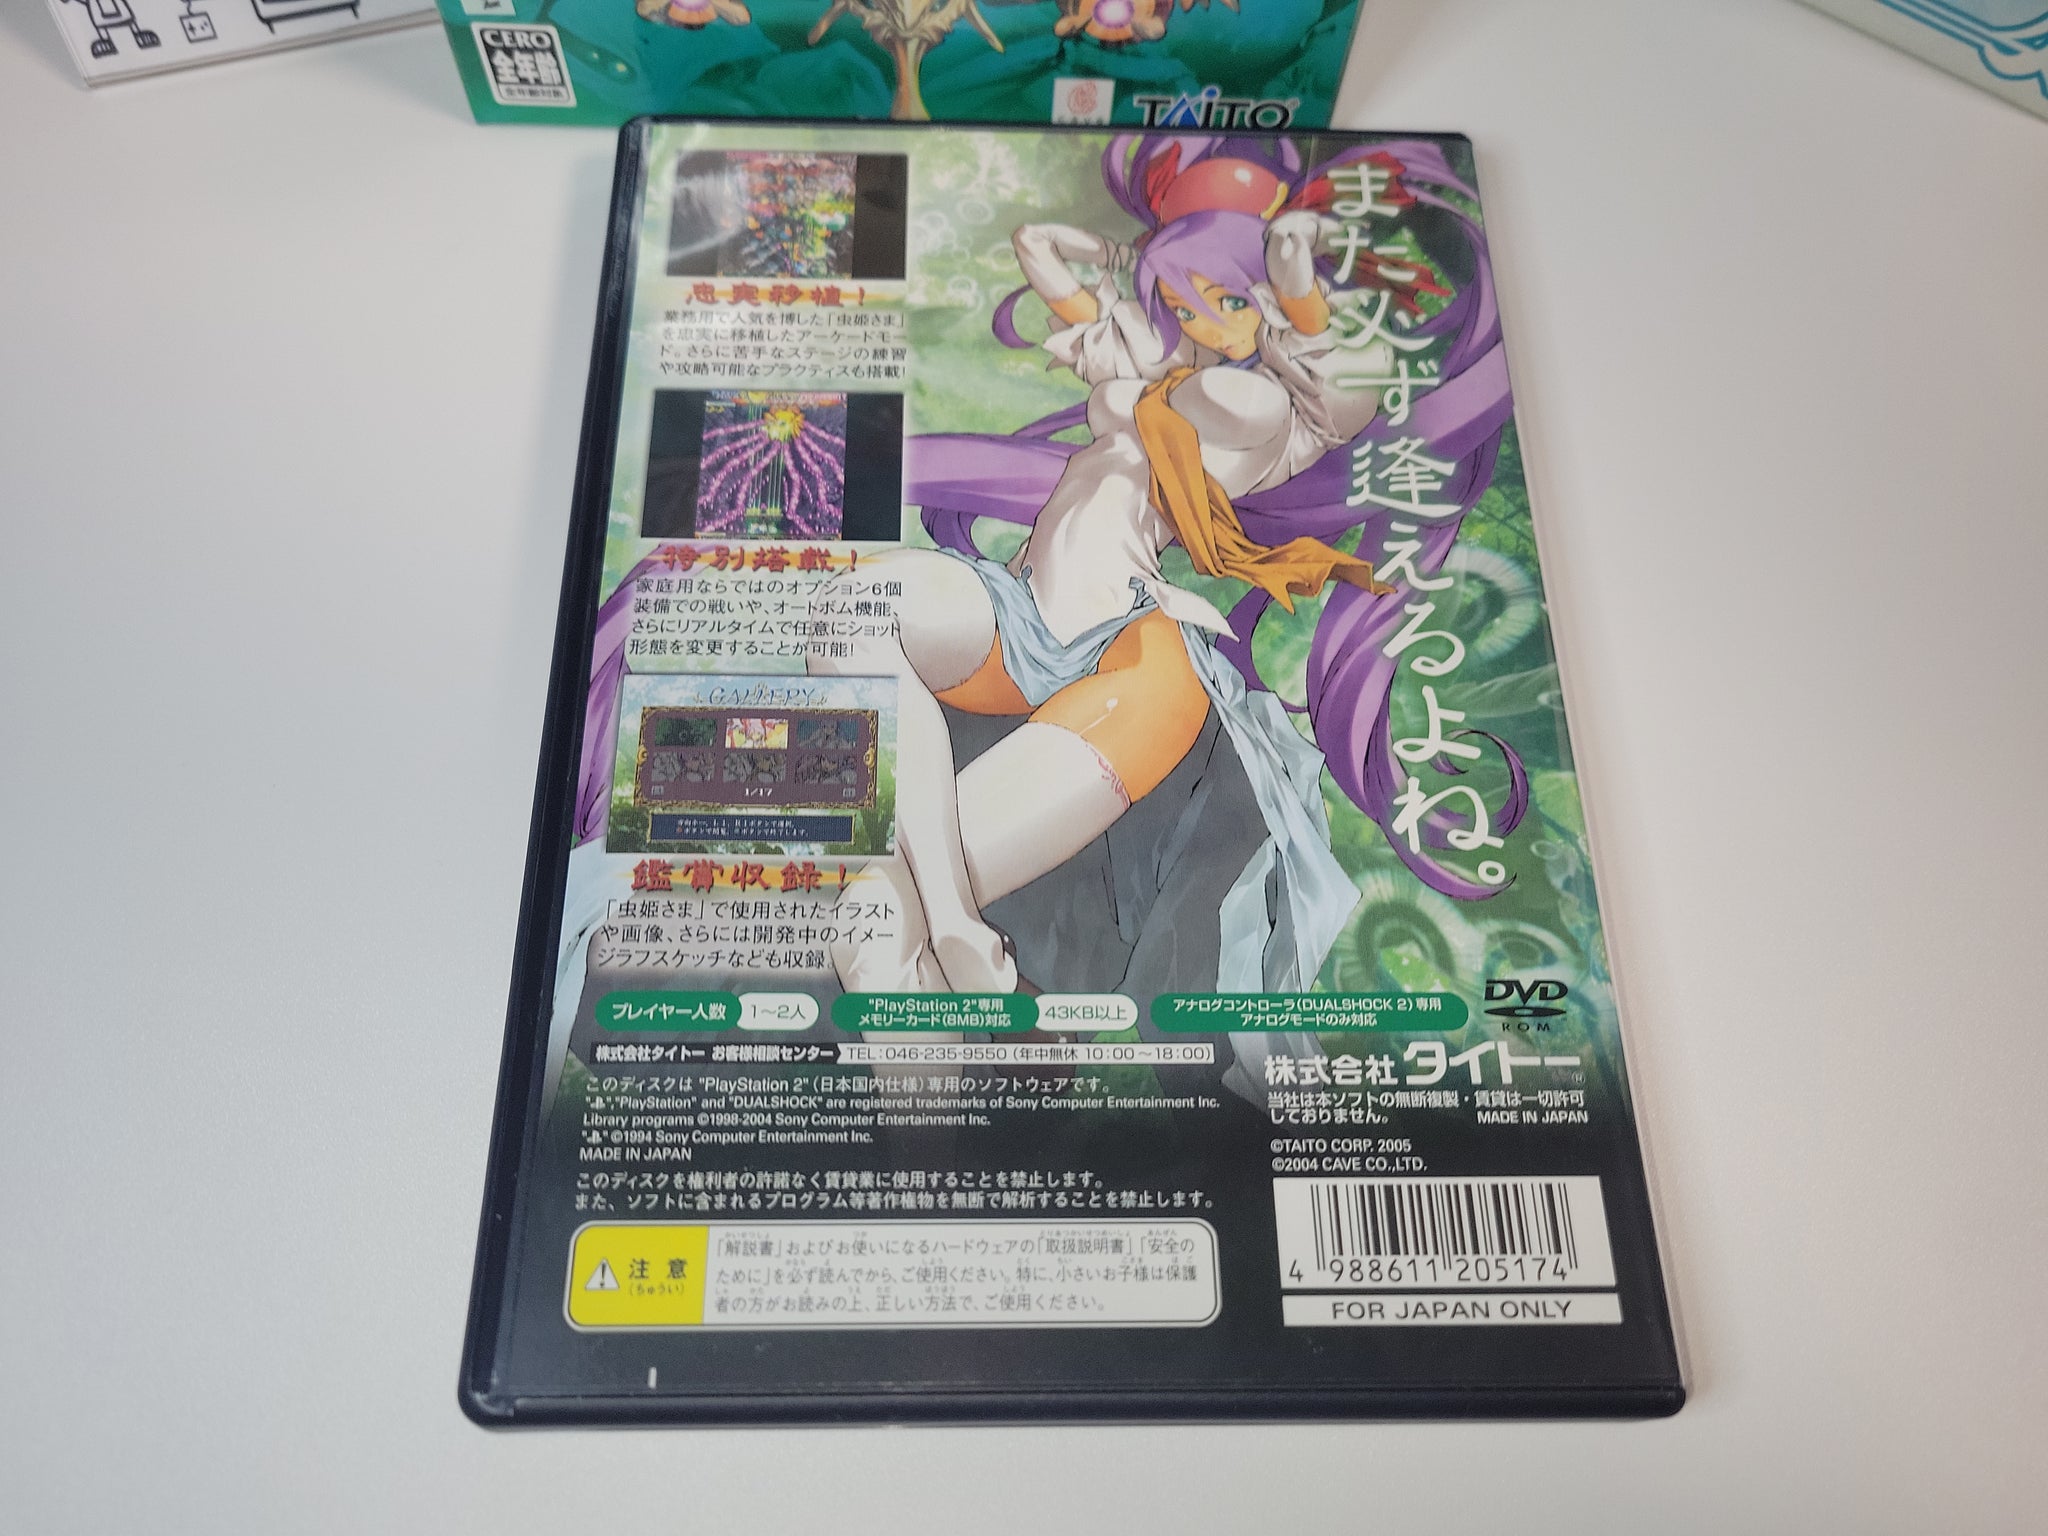 CERO
全年齢
全年齢対象
TAITO
また必ず逢えるよね。
忠実移植!
業務用で人気を博した「虫姫さま」
を忠実に移植したアーケードモー
ド。さらに苦手なステージの練習
や攻略可能なプラクティスも搭載!
特別搭載!
家庭用ならではのオプション6個
装備での戦いや、オートボム機能、
さらにリアルタイムで任意にショット
形態を変更することが可能!
GALLERY
1/17
鑑賞収録!
「虫姫さま」で使用されたイラスト
や画像、さらには開発中のイメー
ジラフスケッチなども収録。
プレイヤー人数 1〜2人
"PlayStation 2"専用
メモリーカード(8MB)対応
43KB以上
アナログコントローラ(DUALSHOCK 2)専用
アナログモードのみ対応
DVD
ROM
株式会社タイトー お客様相談センター TEL:046-235-9550 (年中無休 10:00〜18:00)
このディスクは "PlayStation 2" (日本国内仕様) 専用のソフトウェアです。
" ","PlayStation" and "DUALSHOCK" are registered trademarks of Sony Computer Entertainment Inc.
Library programs ©1998-2004 Sony Computer Entertainment Inc.
" " ©1994 Sony Computer Entertainment Inc.
MADE IN JAPAN
このディスクを権利者の許諾なく賃貸業に使用することを禁止します。
また、ソフトに含まれるプログラム等著作権物を無断で解析することを禁止します。
株式会社 タイトー
当社は本ソフトの無断複製・賃貸は一切許可
しておりません。 MADE IN JAPAN
©TAITO CORP. 2005
©2004 CAVE CO.,LTD.
注意
(ちゅうい)
「解説書」およびお使いになるハードウェアの「取扱説明書」「安全の
ために」を必ず読んでから、ご使用ください。特に、小さいお子様は保護
者の方がお読みの上、正しい方法で、ご使用ください。
4 988611 205174
FOR JAPAN ONLY